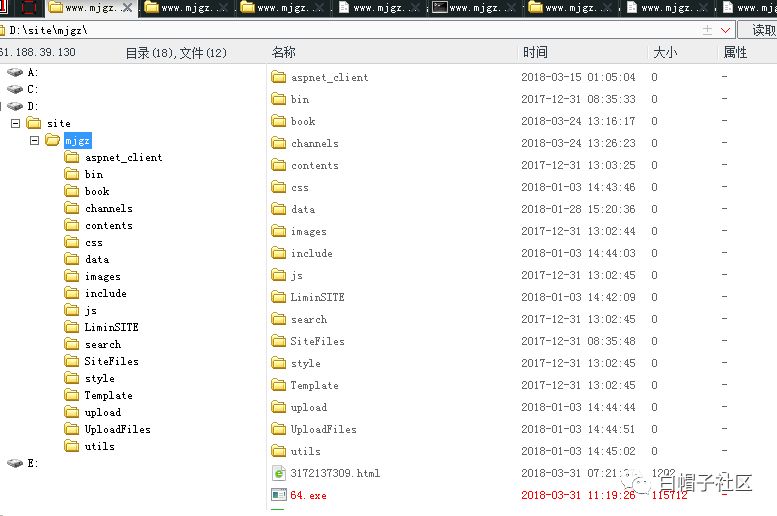 www.mjgz. www.mjgz.. www.mjgz.. www.mjgz.. www.mjgz.. www.mjgz.. www.mjgz.. www.mjgz
D:\site\mjgz\ 读取
61.188.39.130 目录(18),文件(12) 名称 时间 大小 属性
A:
C:
D:
site
mjgz
aspnet_client
bin
book
channels
contents
css
data
images
include
js
LiminSITE
search
SiteFiles
style
Template
upload
UploadFiles
utils
E:
aspnet_client 2018-03-15 01:05:04 0 -
bin 2017-12-31 08:35:33 0 -
book 2018-03-24 13:16:17 0 -
channels 2018-03-24 13:26:23 0 -
contents 2017-12-31 13:03:25 0 -
css 2018-01-03 14:43:46 0 -
data 2018-01-28 15:20:36 0 -
images 2017-12-31 13:02:44 0 -
include 2018-01-03 14:44:03 0 -
js 2017-12-31 13:02:45 0 -
LiminSITE 2018-01-03 14:42:09 0 -
search 2017-12-31 13:02:45 0 -
SiteFiles 2017-12-31 08:35:48 0 -
style 2017-12-31 13:02:45 0 -
Template 2017-12-31 13:02:45 0 -
upload 2018-01-03 14:44:44 0 -
UploadFiles 2018-01-03 14:44:51 0 -
utils 2018-01-03 14:45:02 0 -
3172137309.html 2018-03-31 07:21: 1202 -
64.exe 2018-03-31 11:19:26 115712 -
白帽子社区